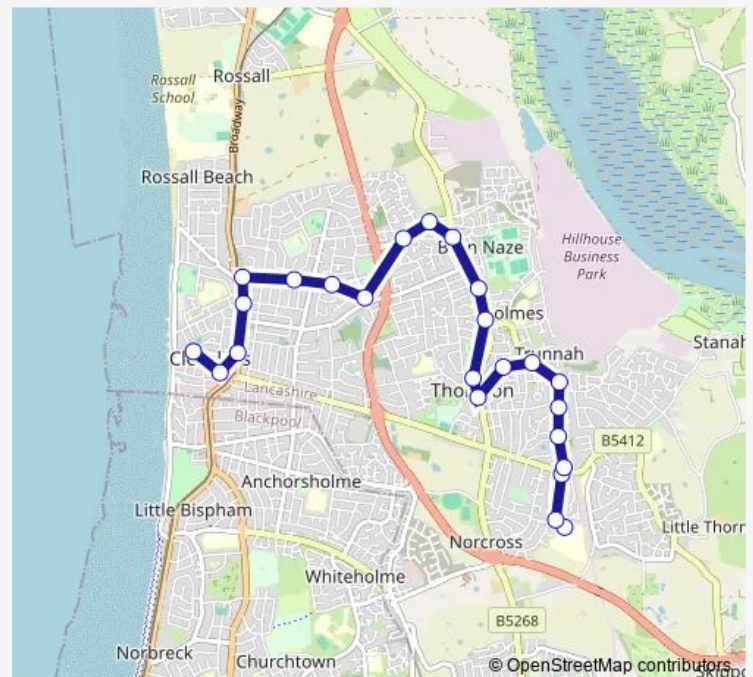 Rossall
School
Rossall
Broadway
Rossall Beach
Hillhouse
Business
Park
Naze
olmes
Trunnah
Stanah
Lancashire
Blackpool
B5412
Anchorsholme
Little Bispham
Little Thorn
Norcross
Whiteholme
B5268
Norbreck
Churchtown
© OpenStreetMap contributors